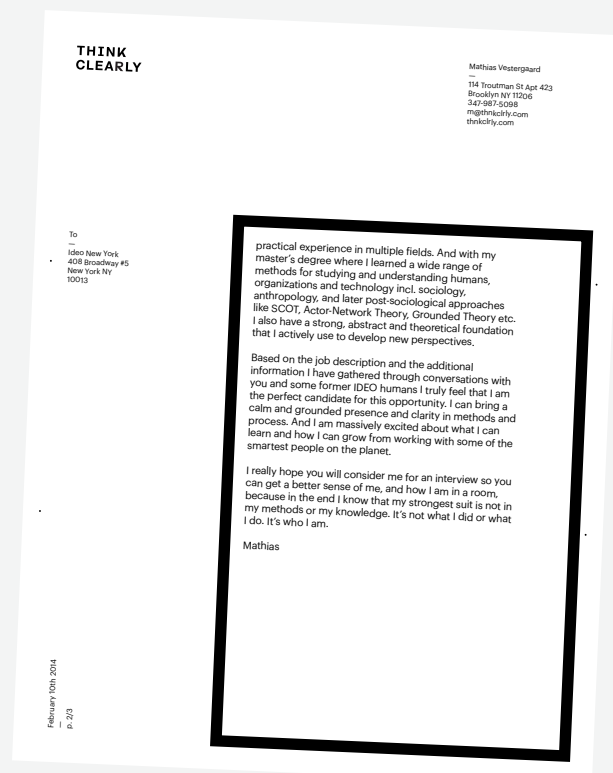 THINK
CLEARLY
Mathias Vestergaard
—
114 Troutman St Apt 423
Brooklyn NY 11206
347-987-5098
m@thnkclrly.com
thnkclrly.com
To
—
Ideo New York
408 Broadway #5
New York NY
10013
practical experience in multiple fields. And with my
master's degree where I learned a wide range of
methods for studying and understanding humans,
organizations and technology incl. sociology,
anthropology, and later post-sociological approaches
like SCOT, Actor-Network Theory, Grounded Theory etc.
I also have a strong, abstract and theoretical foundation
that I actively use to develop new perspectives.
Based on the job description and the additional
information I have gathered through conversations with
you and some former IDEO humans I truly feel that I am
the perfect candidate for this opportunity. I can bring a
calm and grounded presence and clarity in methods and
process. And I am massively excited about what I can
learn and how I can grow from working with some of the
smartest people on the planet.
I really hope you will consider me for an interview so you
can get a better sense of me, and how I am in a room,
because in the end I know that my strongest suit is not in
my methods or my knowledge. It's not what I did or what
I do. It's who I am.
Mathias
February 10th 2014
—
p. 2/3